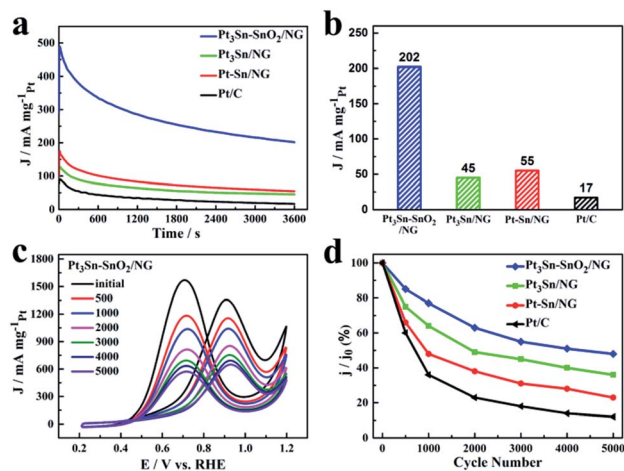 a
J / mA mg⁻¹Pt
500
400
300
200
100
0
Pt₃Sn-SnO₂/NG
Pt₃Sn/NG
Pt-Sn/NG
Pt/C
0 600 1200 1800 2400 3000 3600
Time / s
b
J / mA mg⁻¹Pt
250
200
150
100
50
0
202
45
55
17
Pt₃Sn-SnO₂ Pt₃Sn/NG Pt-Sn/NG Pt/C
/NG
c
J / mA mg⁻¹Pt
1800
1500
1200
900
600
300
0
Pt₃Sn-SnO₂/NG
initial
500
1000
2000
3000
4000
5000
0.2 0.4 0.6 0.8 1.0 1.2
E / V vs. RHE
d
j / j₀ (%)
100
80
60
40
20
0
Pt₃Sn-SnO₂/NG
Pt₃Sn/NG
Pt-Sn/NG
Pt/C
0 1000 2000 3000 4000 5000
Cycle Number